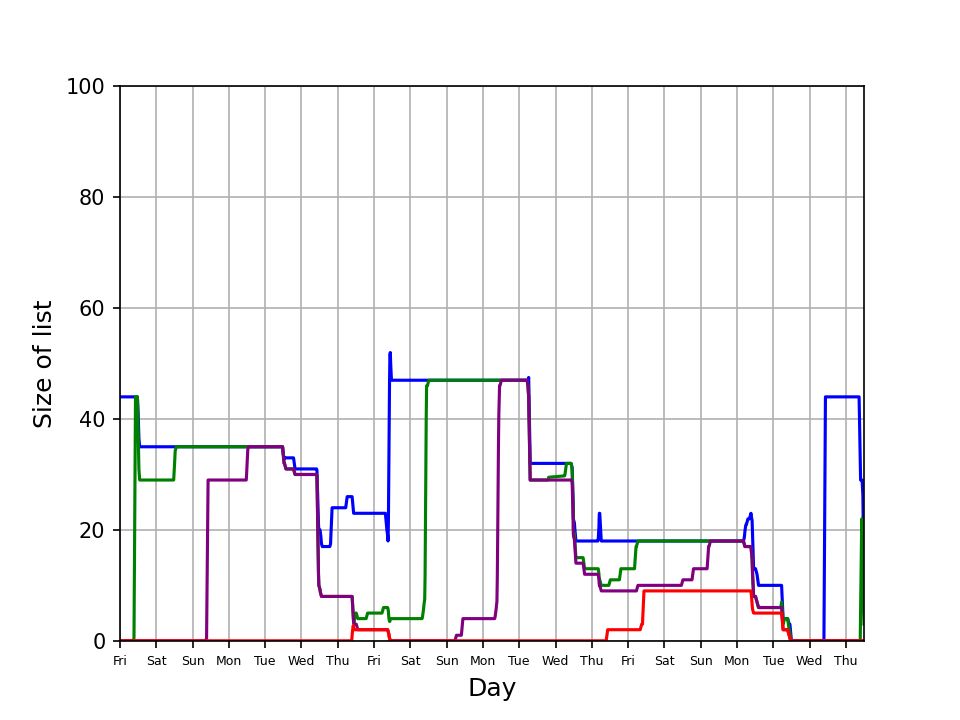 100
80
60
40
20
0
Size of list
Fri Sat Sun Mon Tue Wed Thu Fri Sat Sun Mon Tue Wed Thu Fri Sat Sun Mon Tue Wed Thu
Day